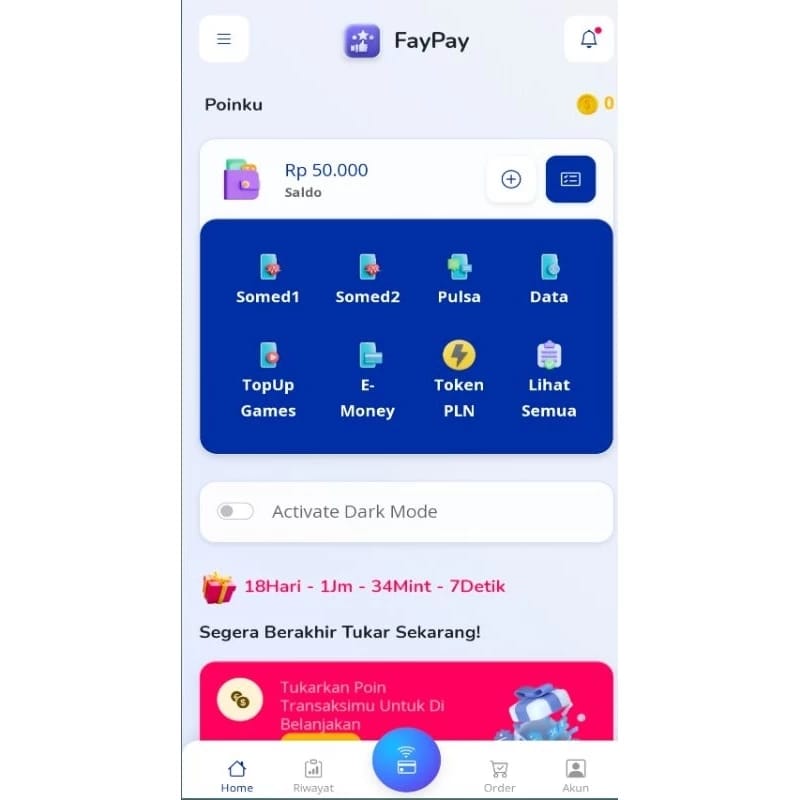 FayPay
Poinku
0
Rp 50.000
Saldo
Somed1
Somed2
Pulsa
Data
TopUp
Games
E-
Money
Token
PLN
Lihat
Semua
Activate Dark Mode
18Hari - 1Jm - 34Mint - 7Detik
Segera Berakhir Tukar Sekarang!
Tukarkan Poin
Transaksimu Untuk Di
Belanjakan
Home
Riwayat
Order
Akun